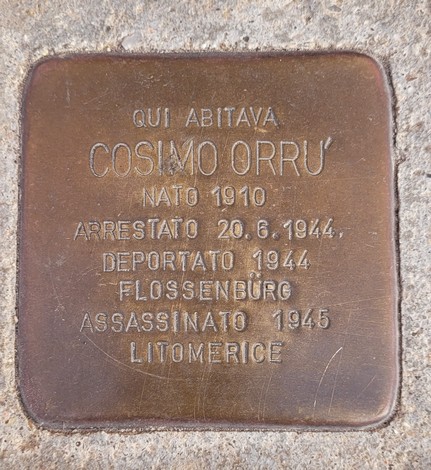 QUI ABITAVA
COSIMO ORRU'
NATO 1910
ARRESTATO 20.6.1944.
DEPORTATO 1944
FLOSSENBÜRG
ASSASSINATO 1945
LITOMERICE